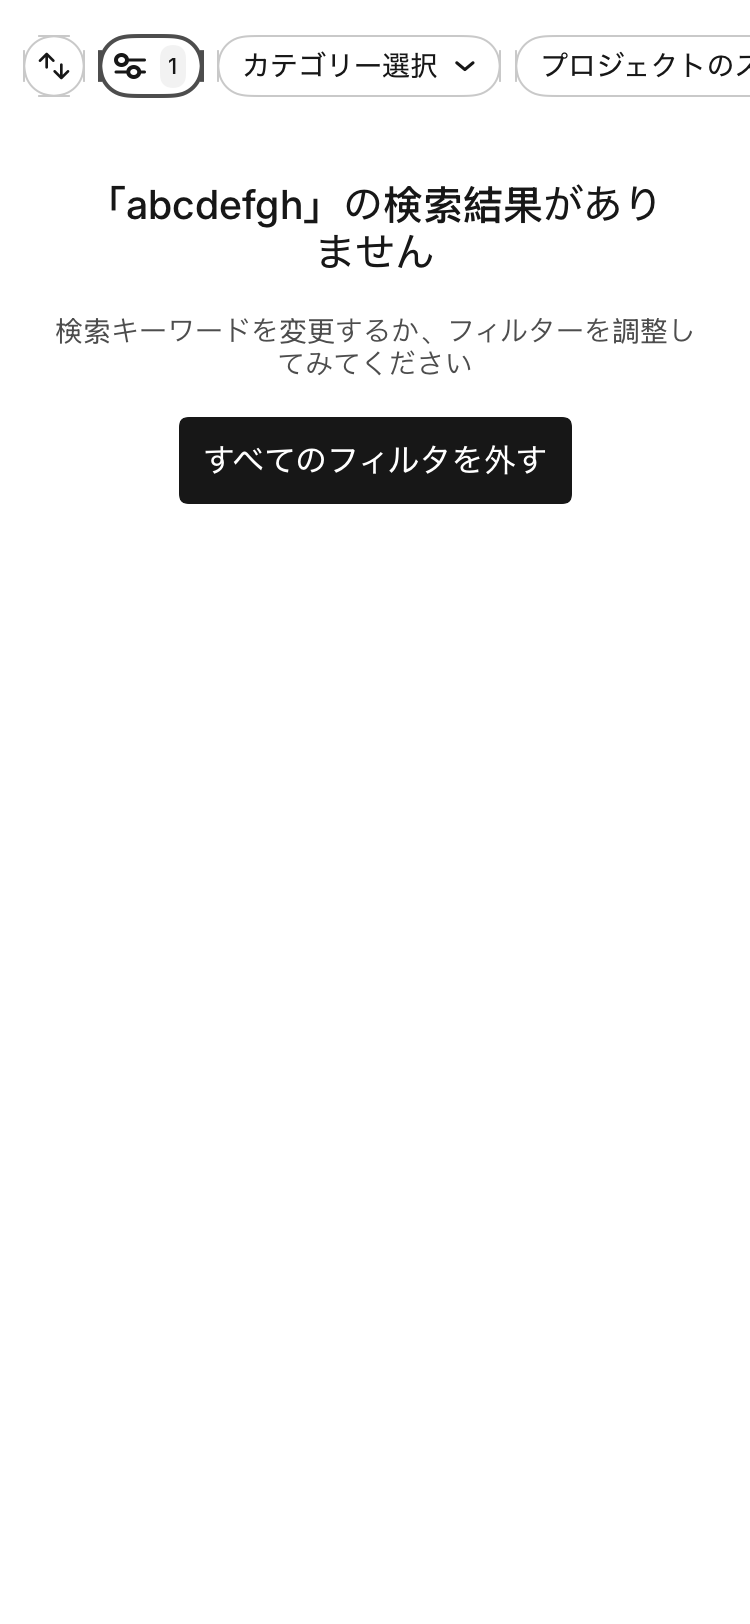 1
カテゴリー選択
プロジェクトのス
「abcdefgh」の検索結果があり
ません
検索キーワードを変更するか、フィルターを調整し
てみてください
すべてのフィルタを外す